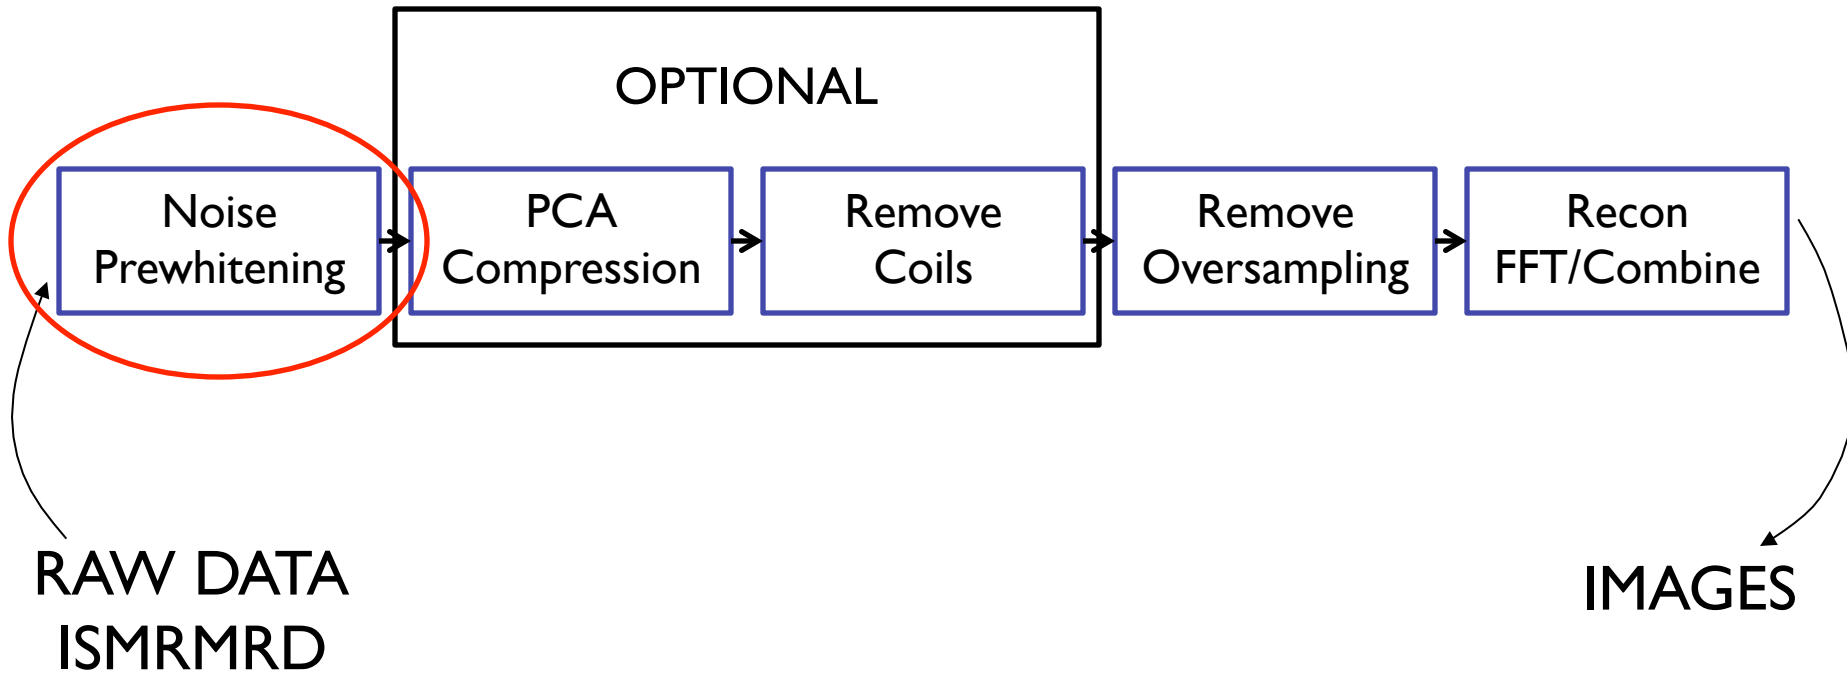 OPTIONAL
Noise
Prewhitening
PCA
Compression
Remove
Coils
Remove
Oversampling
Recon
FFT/Combine
RAW DATA
ISMRMRD
IMAGES